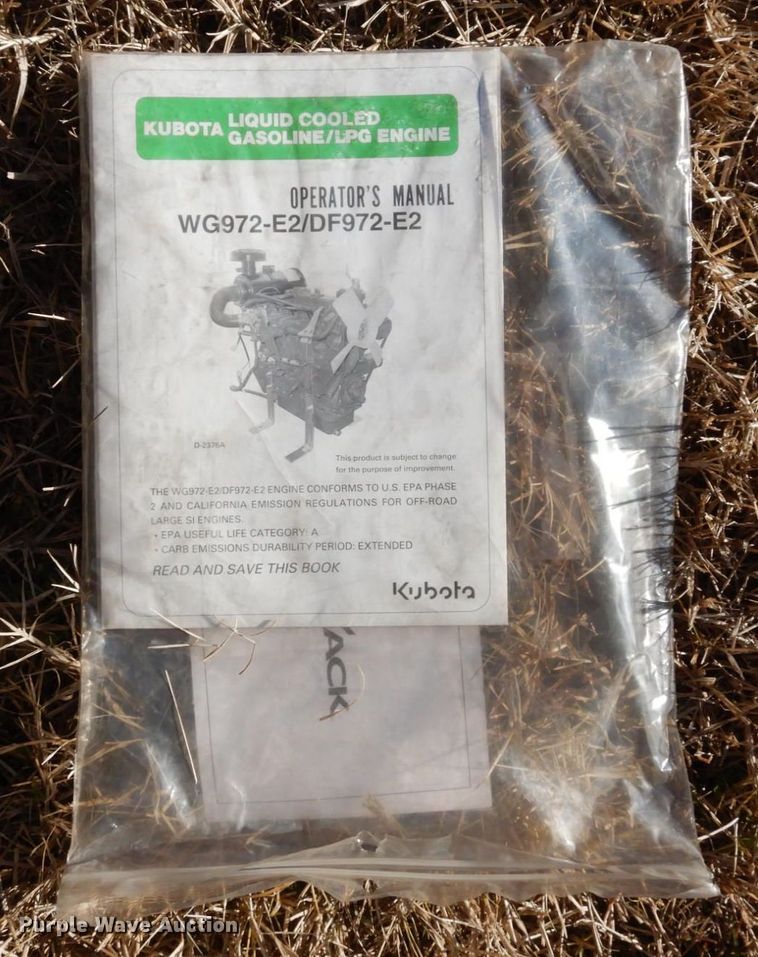 KUBOTA LIQUID COOLED
GASOLINE/LPG ENGINE
OPERATOR'S MANUAL
WG972-E2/DF972-E2
D-2376A
This product is subject to change
for the purpose of improvement.
THE WG972-E2/DF972-E2 ENGINE CONFORMS TO U.S. EPA PHASE
2 AND CALIFORNIA EMISSION REGULATIONS FOR OFF-ROAD
LARGE SI ENGINES.
• EPA USEFUL LIFE CATEGORY: A
• CARB EMISSIONS DURABILITY PERIOD: EXTENDED
READ AND SAVE THIS BOOK
Kubota
Purple Wave Auction